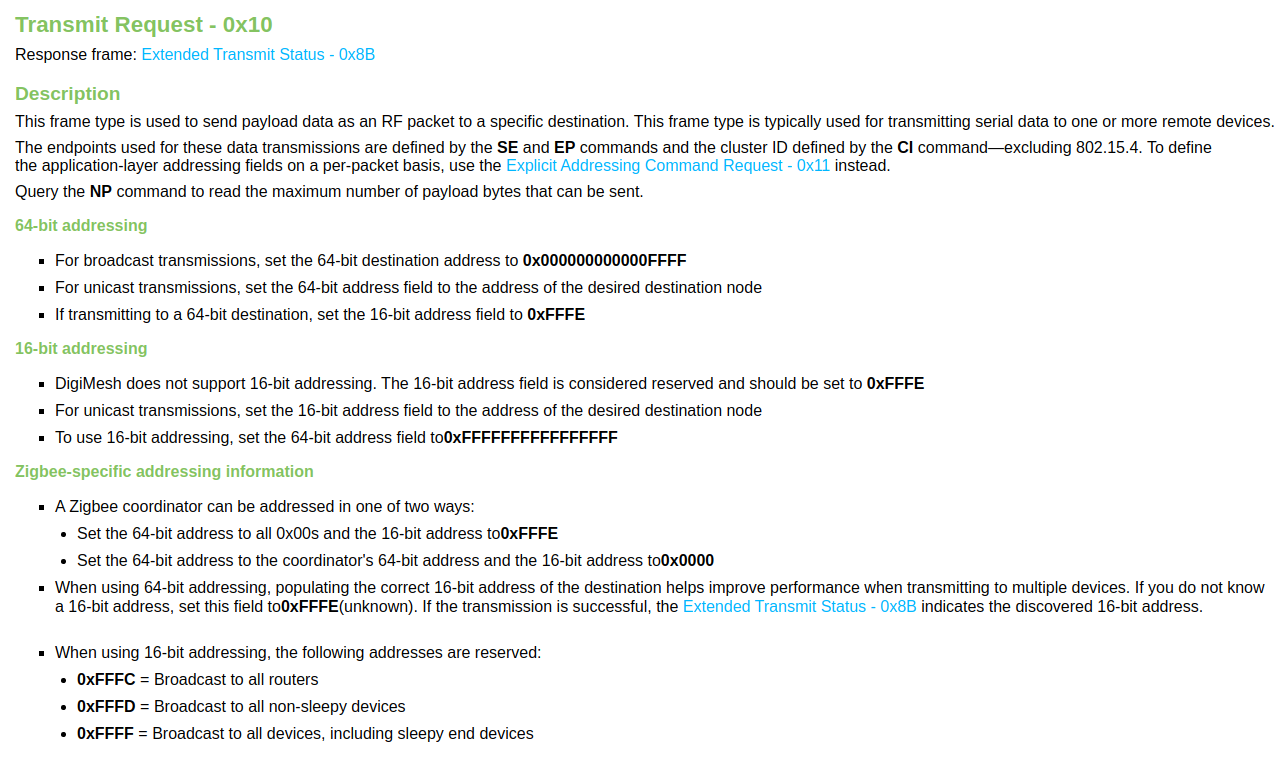 Transmit Request - 0x10
Response frame: Extended Transmit Status - 0x8B
Description
This frame type is used to send payload data as an RF packet to a specific destination. This frame type is typically used for transmitting serial data to one or more remote devices.
The endpoints used for these data transmissions are defined by the SE and EP commands and the cluster ID defined by the CI command—excluding 802.15.4. To define
the application-layer addressing fields on a per-packet basis, use the Explicit Addressing Command Request - 0x11 instead.
Query the NP command to read the maximum number of payload bytes that can be sent.
64-bit addressing
▪ For broadcast transmissions, set the 64-bit destination address to 0x000000000000FFFF
▪ For unicast transmissions, set the 64-bit address field to the address of the desired destination node
▪ If transmitting to a 64-bit destination, set the 16-bit address field to 0xFFFE
16-bit addressing
▪ DigiMesh does not support 16-bit addressing. The 16-bit address field is considered reserved and should be set to 0xFFFE
▪ For unicast transmissions, set the 16-bit address field to the address of the desired destination node
▪ To use 16-bit addressing, set the 64-bit address field to0xFFFFFFFFFFFFFFFF
Zigbee-specific addressing information
▪ A Zigbee coordinator can be addressed in one of two ways:
• Set the 64-bit address to all 0x00s and the 16-bit address to0xFFFE
• Set the 64-bit address to the coordinator's 64-bit address and the 16-bit address to0x0000
▪ When using 64-bit addressing, populating the correct 16-bit address of the destination helps improve performance when transmitting to multiple devices. If you do not know
a 16-bit address, set this field to0xFFFE(unknown). If the transmission is successful, the Extended Transmit Status - 0x8B indicates the discovered 16-bit address.
▪ When using 16-bit addressing, the following addresses are reserved:
• 0xFFFC = Broadcast to all routers
• 0xFFFD = Broadcast to all non-sleepy devices
• 0xFFFF = Broadcast to all devices, including sleepy end devices